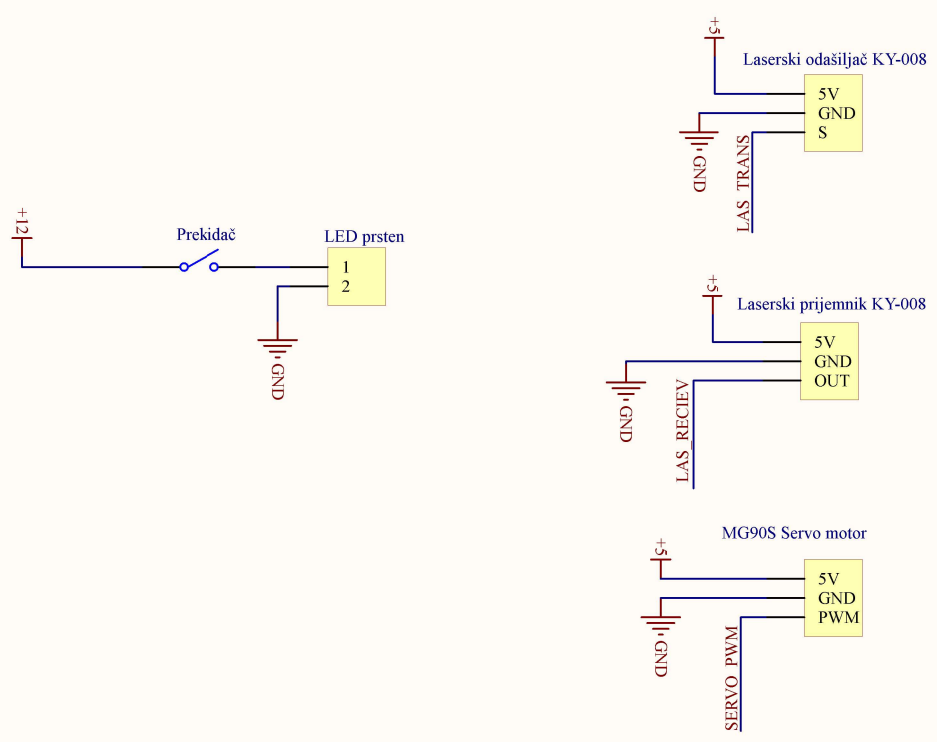 +12
Prekidač
LED prsten
1
2
GND
+5
Laserski odašiljač KY-008
5V
GND
S
GND
LAS_TRANS
+5
Laserski prijemnik KY-008
5V
GND
OUT
GND
LAS_RECIEV
MG90S Servo motor
+5
5V
GND
PWM
GND
SERVO_PWM